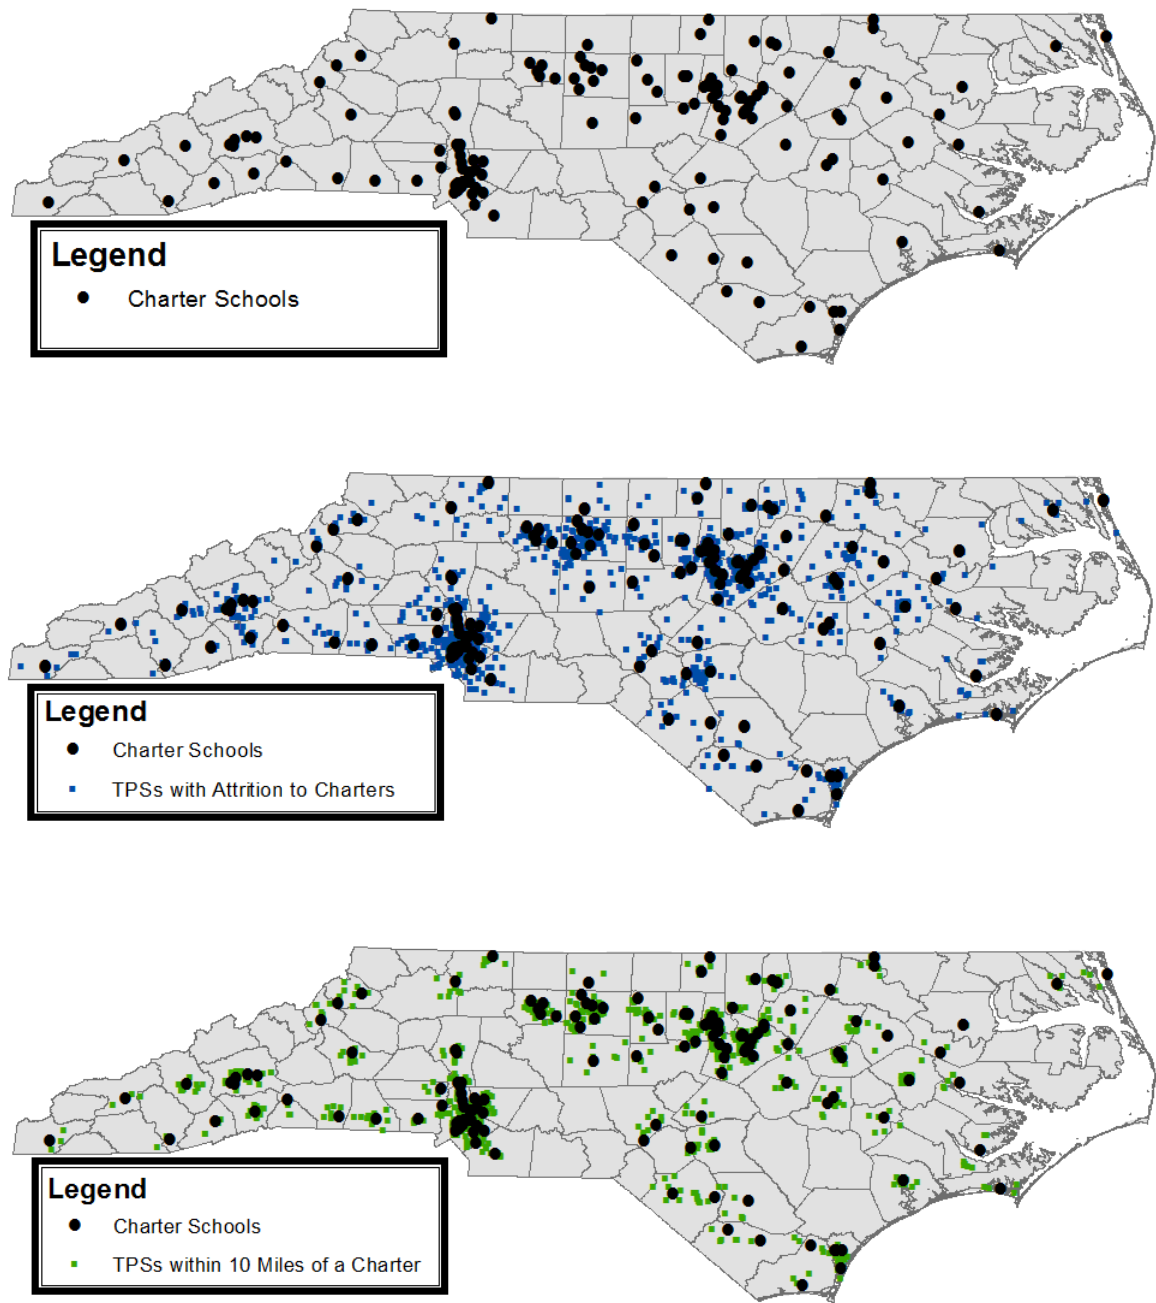 Legend
Charter Schools
Legend
Charter Schools
TPSs with Attrition to Charters
Legend
Charter Schools
TPSs within 10 Miles of a Charter